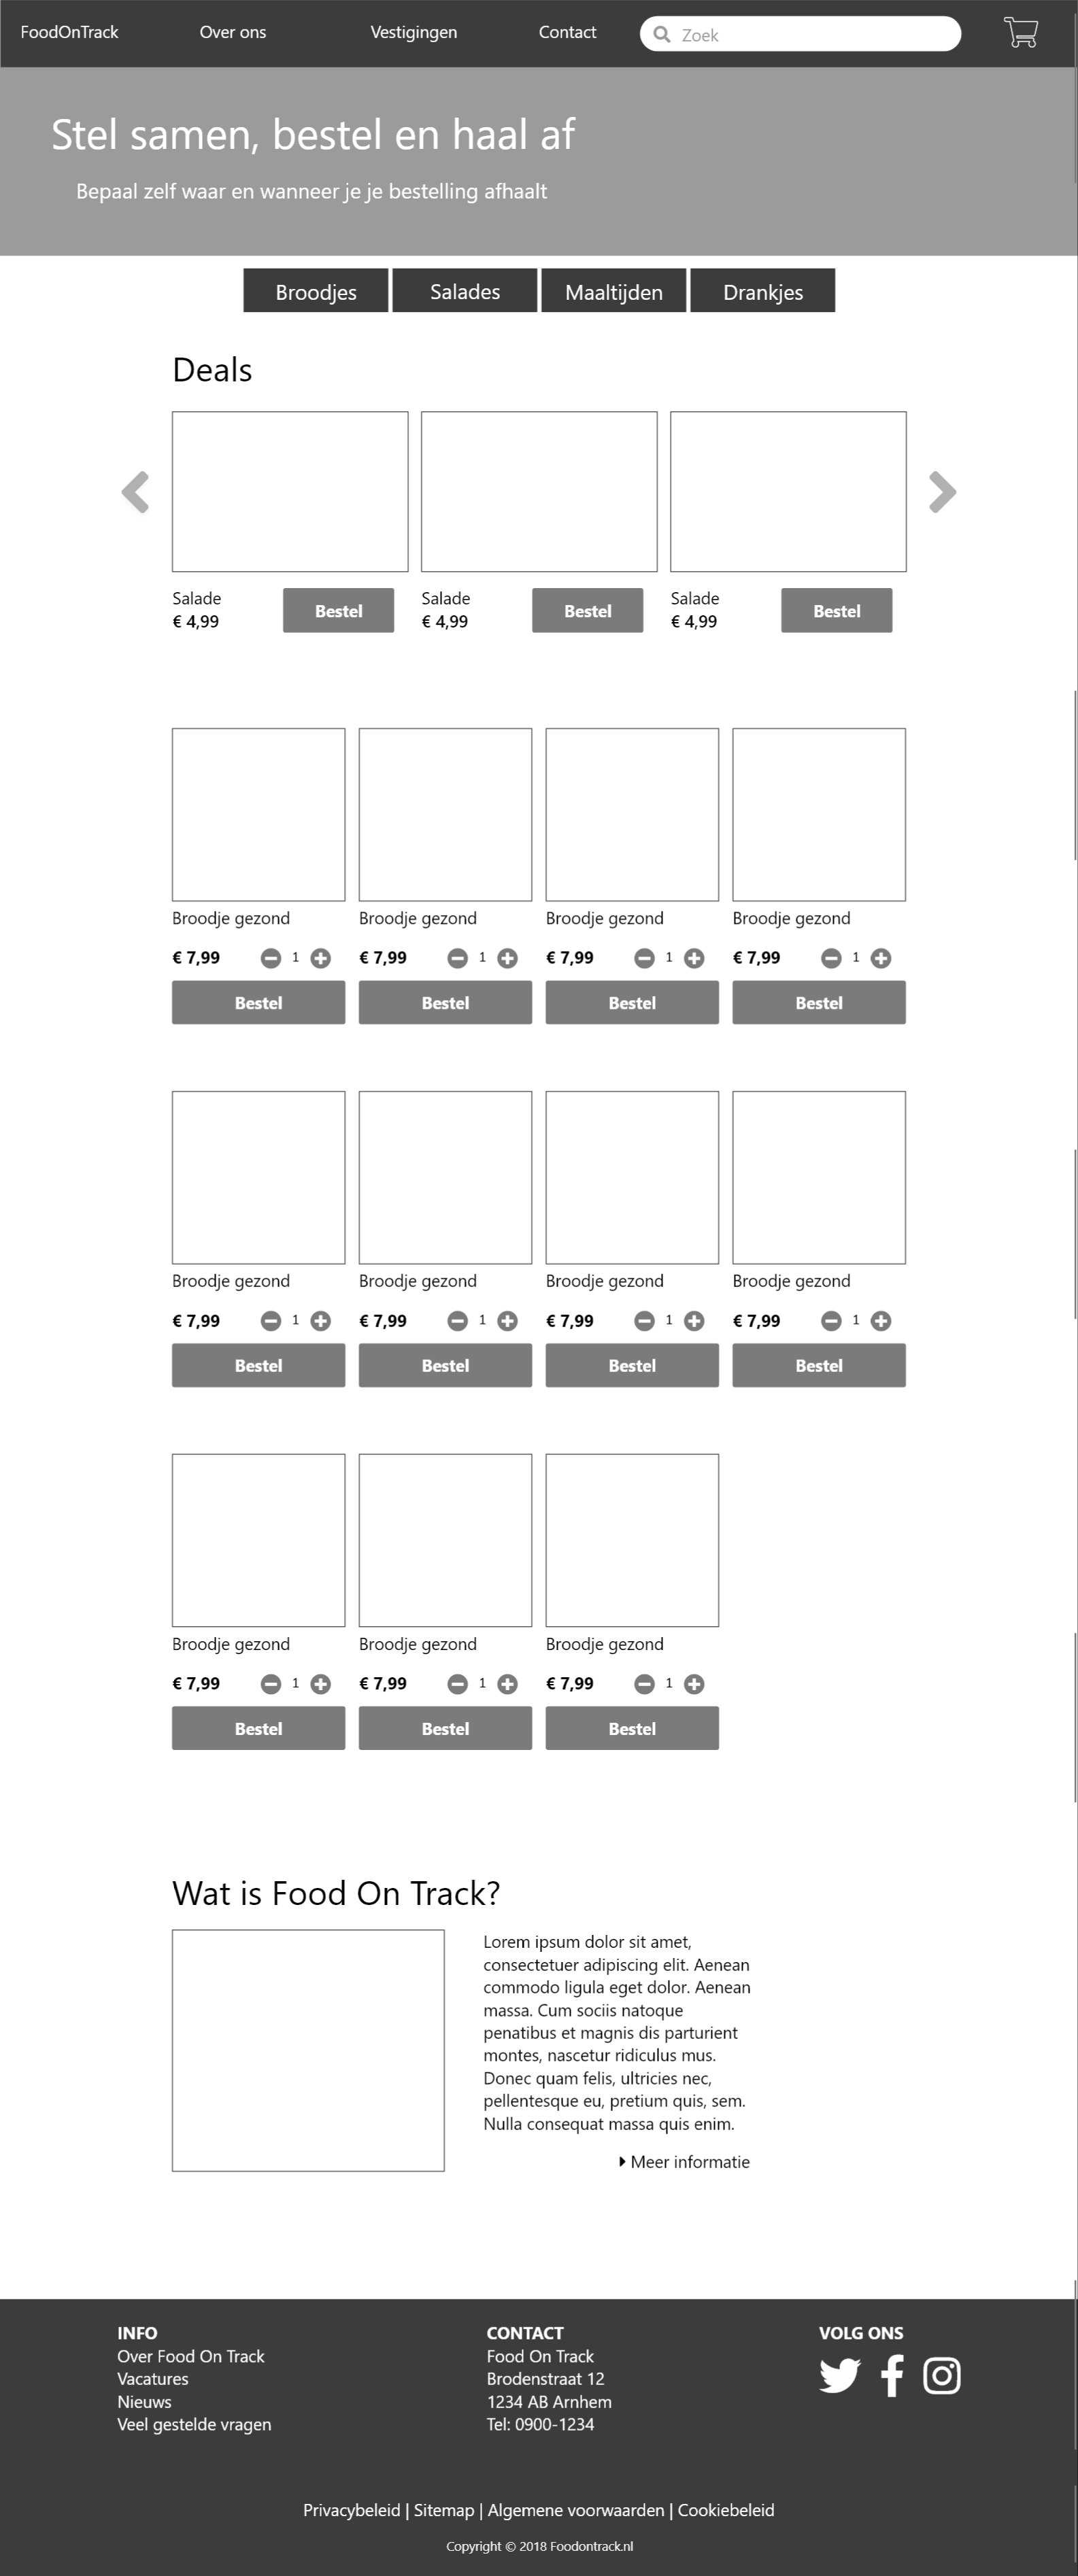 FoodOnTrack Over ons Vestigingen Contact Zoek
Stel samen, bestel en haal af
Bepaal zelf waar en wanneer je je bestelling afhaalt
Broodjes Salades Maaltijden Drankjes
Deals
Salade Salade Salade
€ 4,99 Bestel € 4,99 Bestel € 4,99 Bestel
Broodje gezond Broodje gezond Broodje gezond Broodje gezond
€ 7,99 1 € 7,99 1 € 7,99 1 € 7,99 1
Bestel Bestel Bestel Bestel
Broodje gezond Broodje gezond Broodje gezond Broodje gezond
€ 7,99 1 € 7,99 1 € 7,99 1 € 7,99 1
Bestel Bestel Bestel Bestel
Broodje gezond Broodje gezond Broodje gezond
€ 7,99 1 € 7,99 1 € 7,99 1
Bestel Bestel Bestel
Wat is Food On Track?
Lorem ipsum dolor sit amet,
consectetuer adipiscing elit. Aenean
commodo ligula eget dolor. Aenean
massa. Cum sociis natoque
penatibus et magnis dis parturient
montes, nascetur ridiculus mus.
Donec quam felis, ultricies nec,
pellentesque eu, pretium quis, sem.
Nulla consequat massa quis enim.
Meer informatie
INFO
Over Food On Track
Vacatures
Nieuws
Veel gestelde vragen
CONTACT
Food On Track
Brodenstraat 12
1234 AB Arnhem
Tel: 0900-1234
VOLG ONS
Privacybeleid | Sitemap | Algemene voorwaarden | Cookiebeleid
Copyright © 2018 Foodontrack.nl